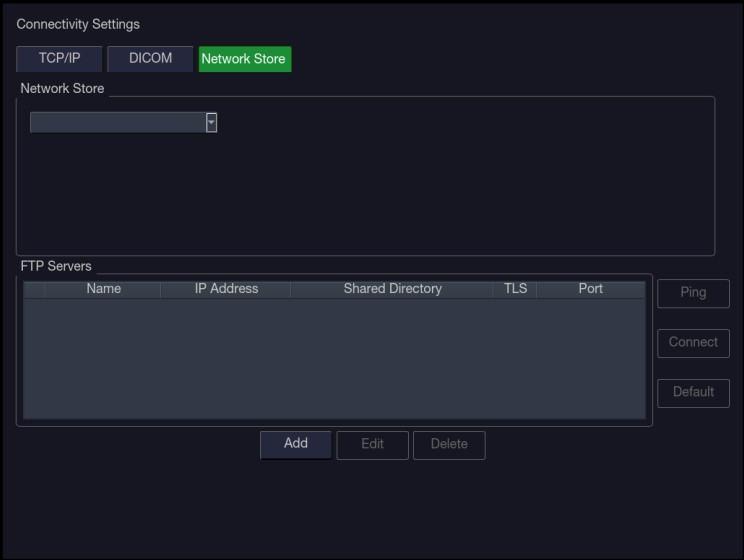 Connectivity Settings
TCP/IP DICOM Network Store
Network Store
FTP Servers
Name IP Address Shared Directory TLS Port
Ping
Connect
Default
Add Edit Delete